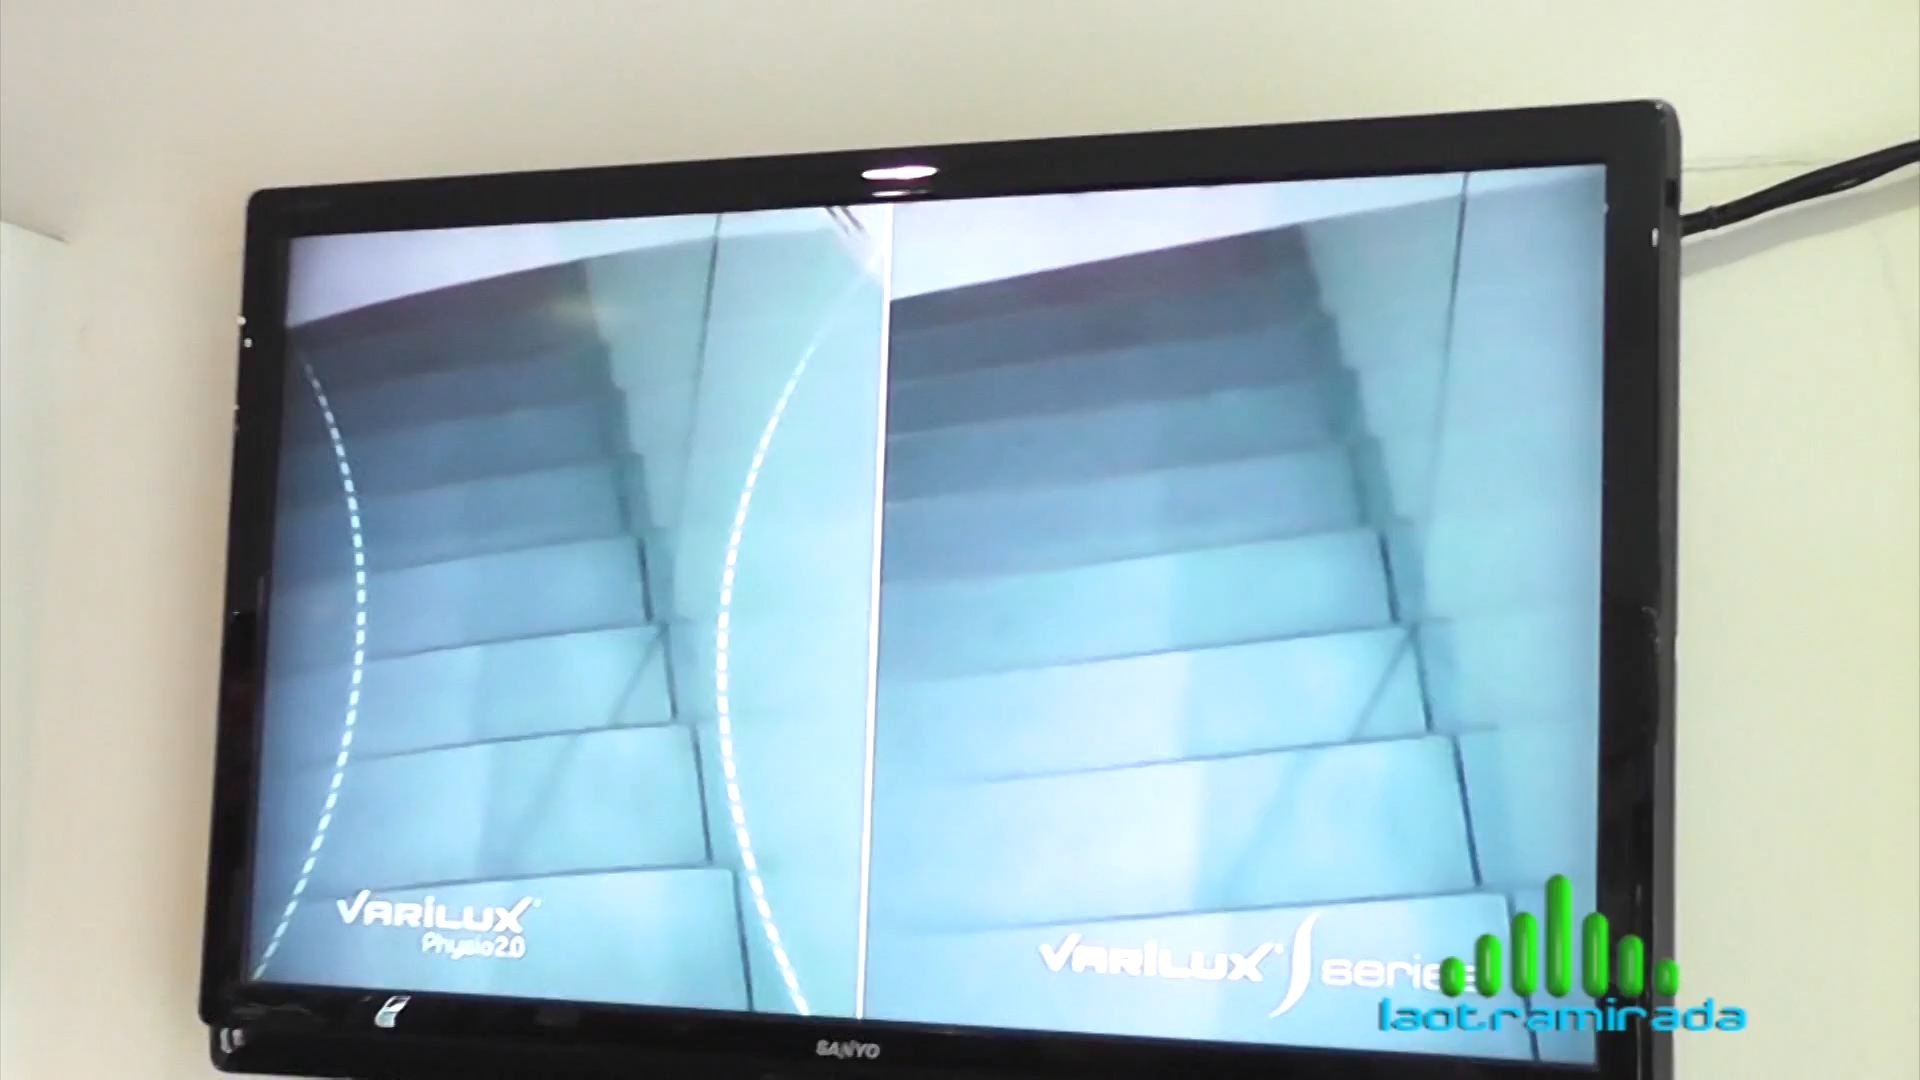 VARILUX®
Physio 2.0
VARILUX® S series
laotramirada
SANYO